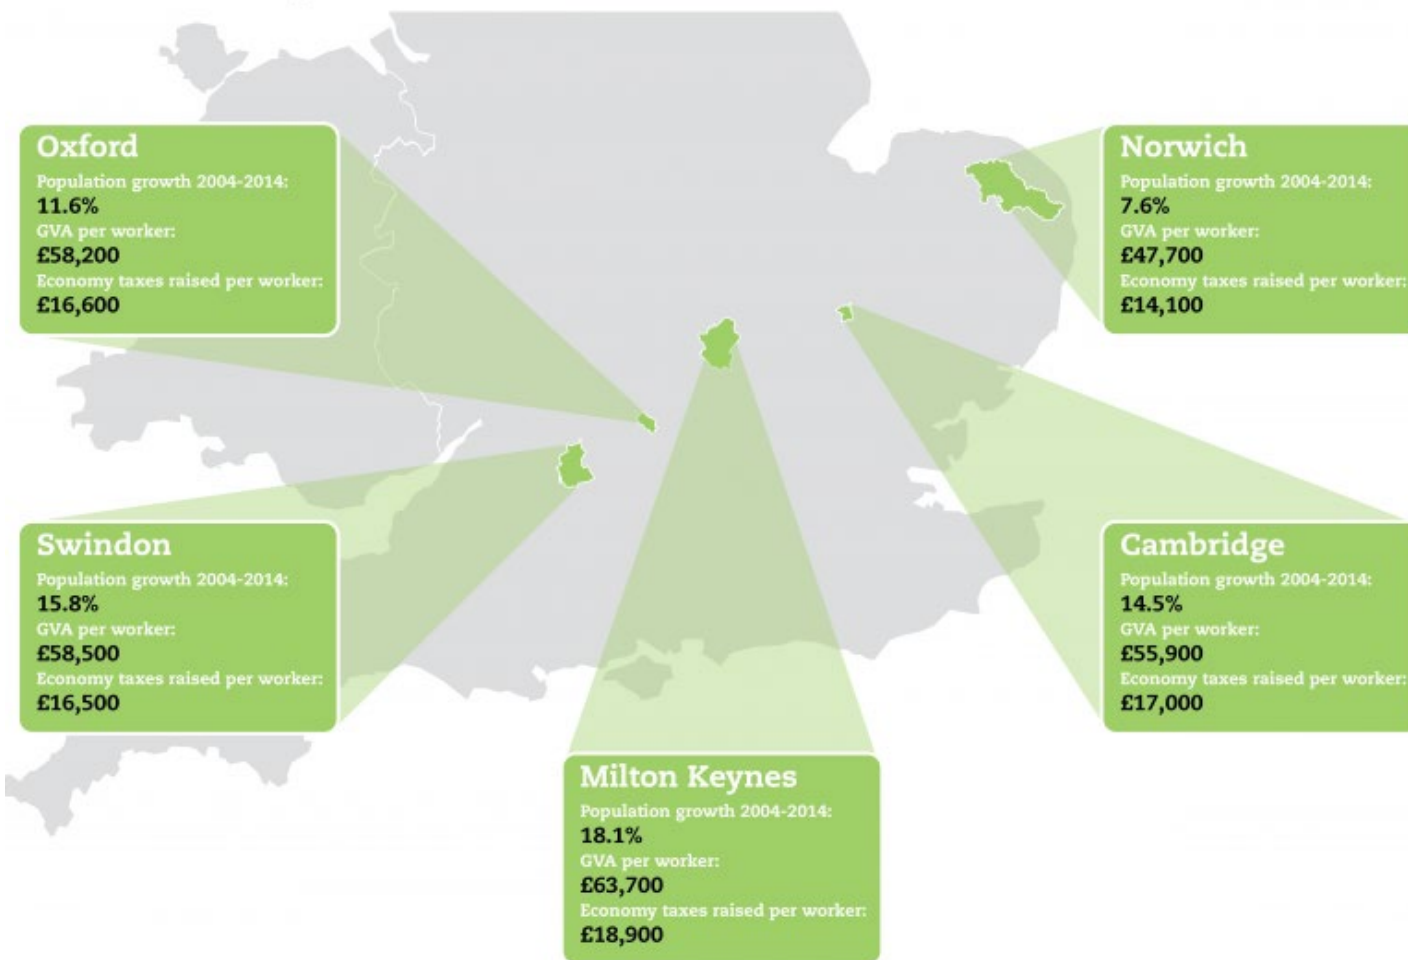 Oxford
Population growth 2004-2014:
11.6%
GVA per worker:
£58,200
Economy taxes raised per worker:
£16,600
Norwich
Population growth 2004-2014:
7.6%
GVA per worker:
£47,700
Economy taxes raised per worker:
£14,100
Swindon
Population growth 2004-2014:
15.8%
GVA per worker:
£58,500
Economy taxes raised per worker:
£16,500
Cambridge
Population growth 2004-2014:
14.5%
GVA per worker:
£55,900
Economy taxes raised per worker:
£17,000
Milton Keynes
Population growth 2004-2014:
18.1%
GVA per worker:
£63,700
Economy taxes raised per worker:
£18,900